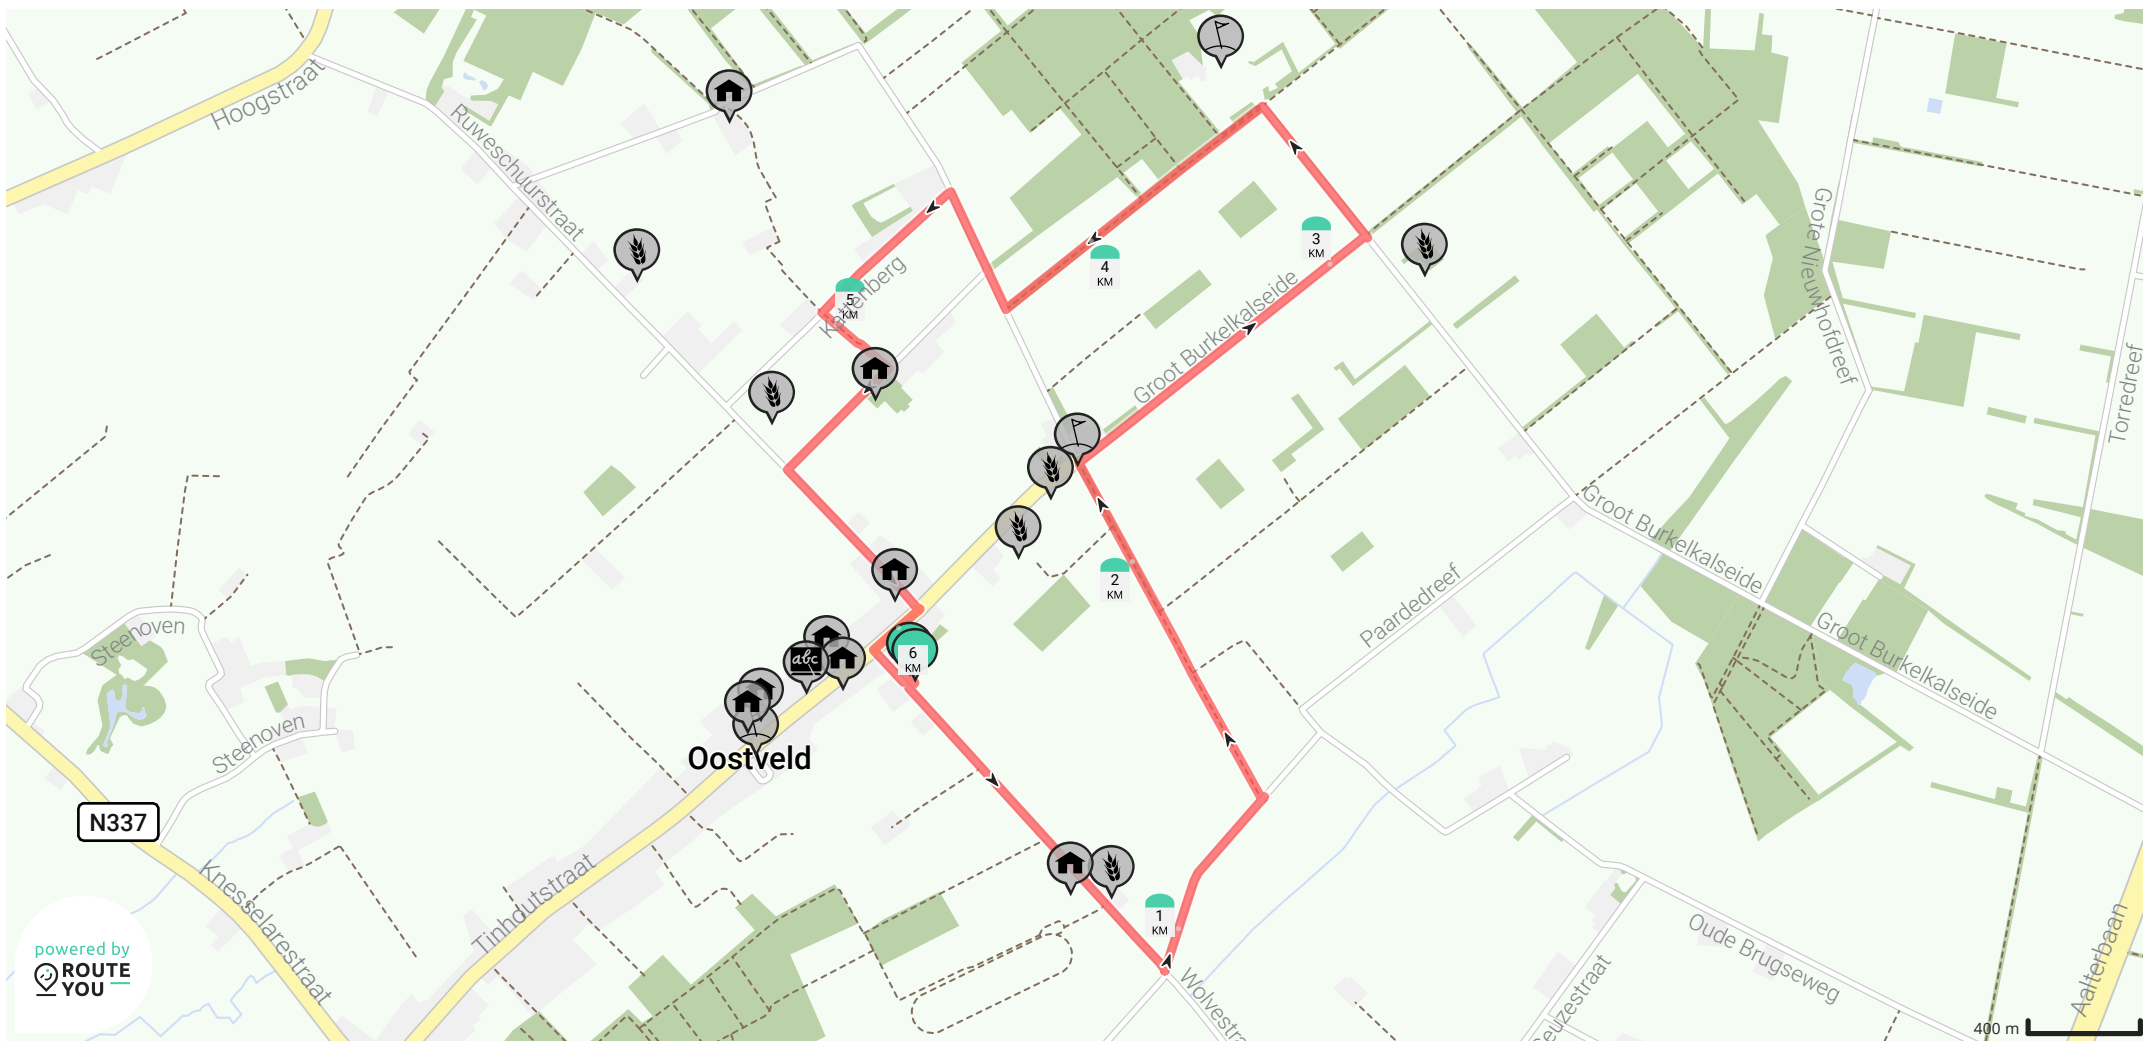 Hoogstraat
Ruweschuurstraat
Grote Nieuwhofdreef
3
KM
4
KM
Kattenberg
5
KM
Groot Burkelkalseide
Torredreef
Groot Burkelkalseide
2
KM
Paardedreef
Groot Burkelkalseide
Steenoven
abc
6
KM
Steenoven
Oostveld
N337
Knesselarestraat
Tinhoutstraat
1
KM
Oude Brugseweg
Aalterbaan
powered by
ROUTE
YOU
400 m